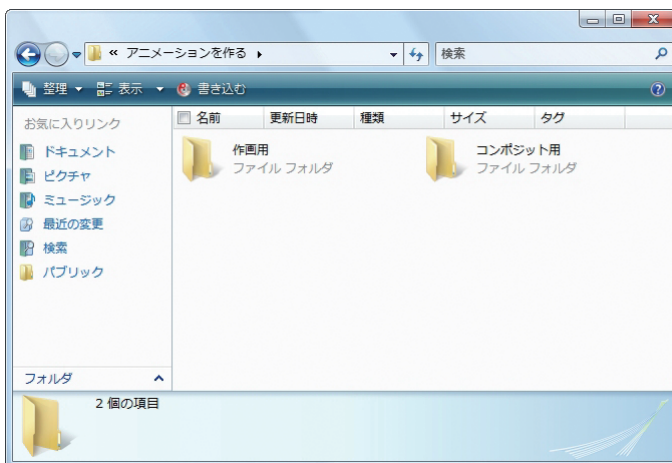 « アニメーションを作る
検索
整理 表示 書き込む
お気に入りリンク
ドキュメント
ピクチャ
ミュージック
最近の変更
検索
パブリック
フォルダ
名前 更新日時 種類 サイズ タグ
作画用
ファイル フォルダ
コンポジット用
ファイル フォルダ
2 個の項目